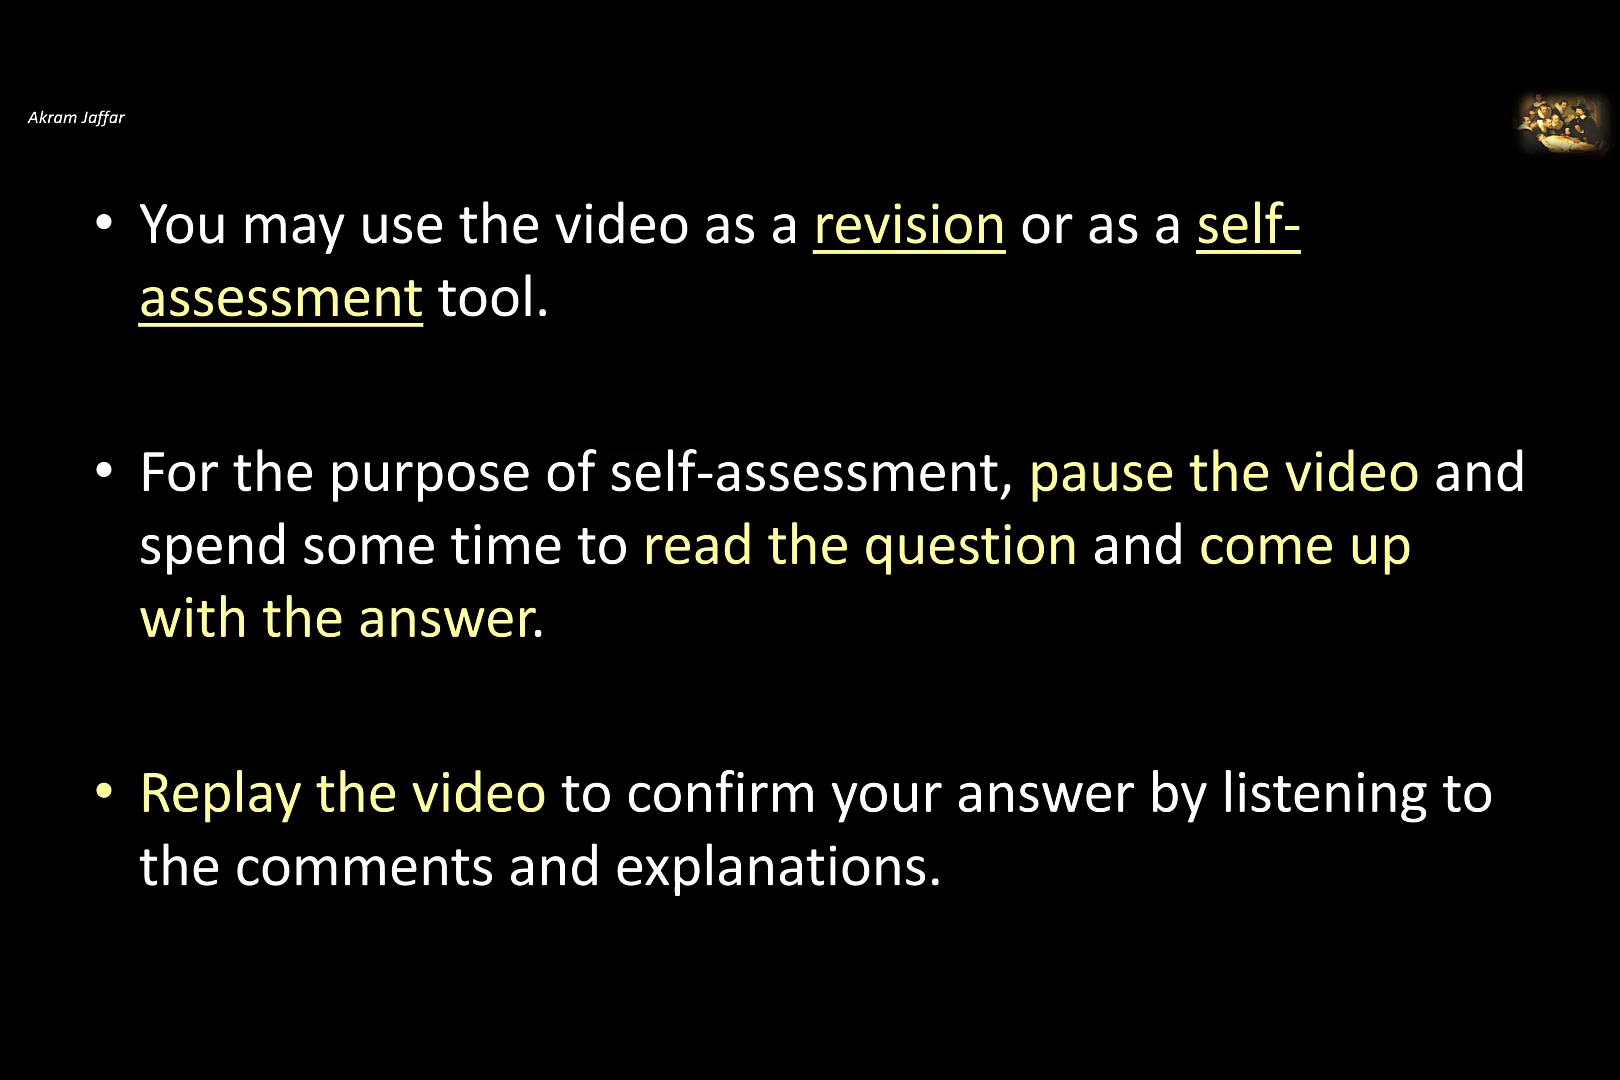 Akram Jaffar
• You may use the video as a revision or as a self-
assessment tool.
• For the purpose of self-assessment, pause the video and
spend some time to read the question and come up
with the answer.
• Replay the video to confirm your answer by listening to
the comments and explanations.